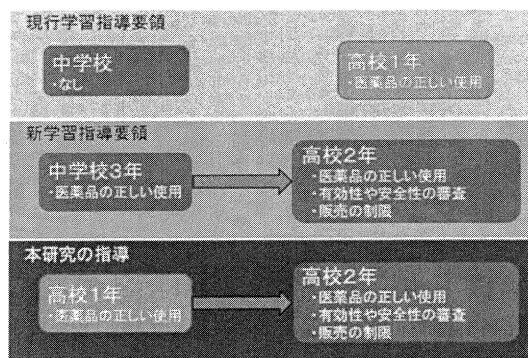 現行学習指導要領
中学校
・なし
高校1年
・医薬品の正しい使用
新学習指導要領
中学校3年
・医薬品の正しい使用
高校2年
・医薬品の正しい使用
・有効性や安全性の審査
・販売の制限
本研究の指導
高校1年
・医薬品の正しい使用
高校2年
・医薬品の正しい使用
・有効性や安全性の審査
・販売の制限